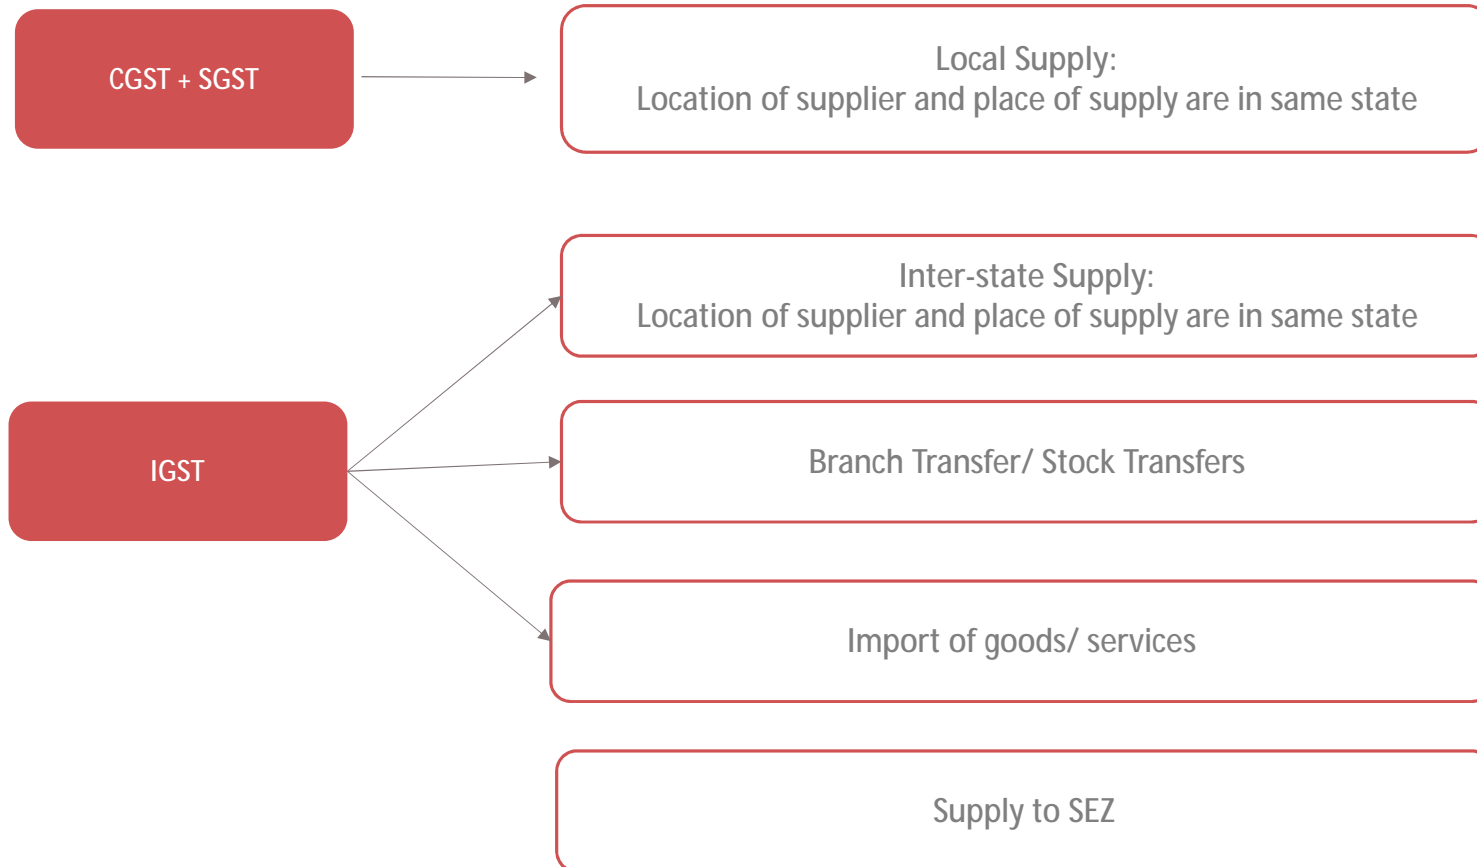 CGST + SGST
Local Supply:
Location of supplier and place of supply are in same state
Inter-state Supply:
Location of supplier and place of supply are in same state
IGST
Branch Transfer/ Stock Transfers
Import of goods/ services
Supply to SEZ